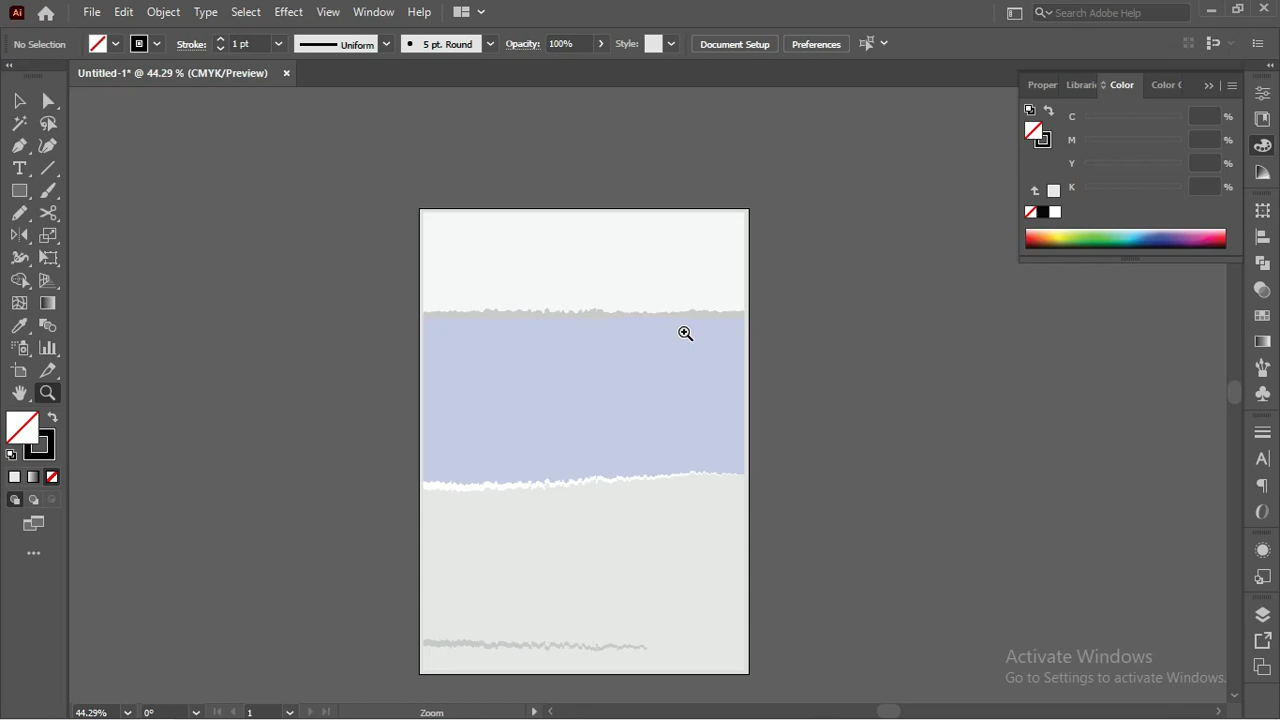 Ai File Edit Object Type Select Effect View Window Help Search Adobe Help
No Selection Stroke: 1 pt Uniform 5 pt. Round Opacity: 100% Style: Document Setup Preferences
Untitled-1* @ 44.29 % (CMYK/Preview)
Proper Librari Color Color
C %
M %
Y %
K %
Activate Windows
Go to Settings to activate Windows.
44.29% 0° 1 Zoom